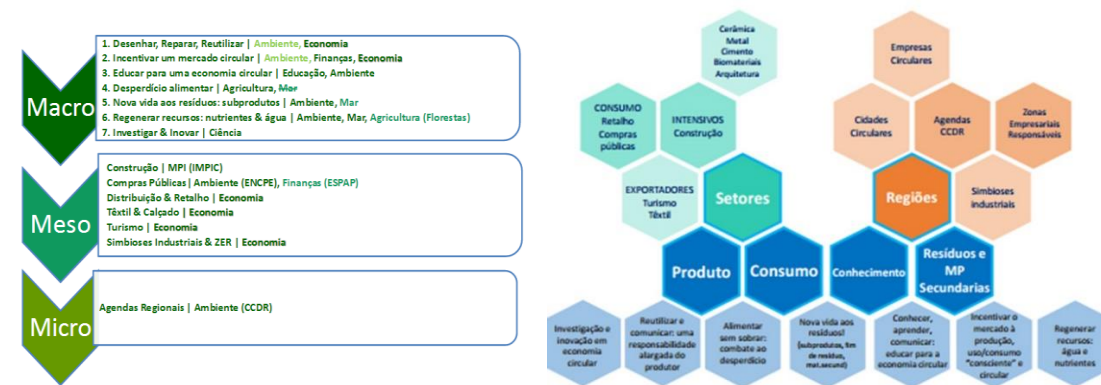 Macro
1. Desenhar, Reparar, Reutilizar | Ambiente, Economia
2. Incentivar um mercado circular | Ambiente, Finanças, Economia
3. Educar para uma economia circular | Educação, Ambiente
4. Desperdício alimentar | Agricultura, Mar
5. Nova vida aos resíduos: subprodutos | Ambiente, Mar
6. Regenerar recursos: nutrientes & água | Ambiente, Mar, Agricultura (Florestas)
7. Investigar & Inovar | Ciência
Meso
Construção | MPI (IMPIC)
Compras Públicas | Ambiente (ENCPE), Finanças (ESPAP)
Distribuição & Retalho | Economia
Têxtil & Calçado | Economia
Turismo | Economia
Simbioses Industriais & ZER | Economia
Micro
Agendas Regionais | Ambiente (CCDR)
Cerâmica
Metal
Cimento
Biomateriais
Arquitetura
CONSUMO
Retalho
Compras
públicas
INTENSIVOS
Construção
EXPORTADORES
Turismo
Têxtil
Setores
Empresas
Circulares
Cidades
Circulares
Agendas
CCDR
Zonas
Empresariais
Responsáveis
Regiões
Simbioses
industriais
Produto
Consumo
Conhecimento
Resíduos e
MP
Secundarias
Investigação e
inovação em
economia
circular
Reutilizar e
comunicar: uma
responsabilidade
alargada do
produtor
Alimentar
sem sobrar:
combate ao
desperdício
Nova vida aos
resíduos!
(subprodutos, fim
de resíduo,
mat.secund)
Conhecer,
aprender,
comunicar:
educar para a
economia circular
Incentivar o
mercado à
produção,
uso/consumo
"consciente" e
circular
Regenerar
recursos:
água e
nutrientes